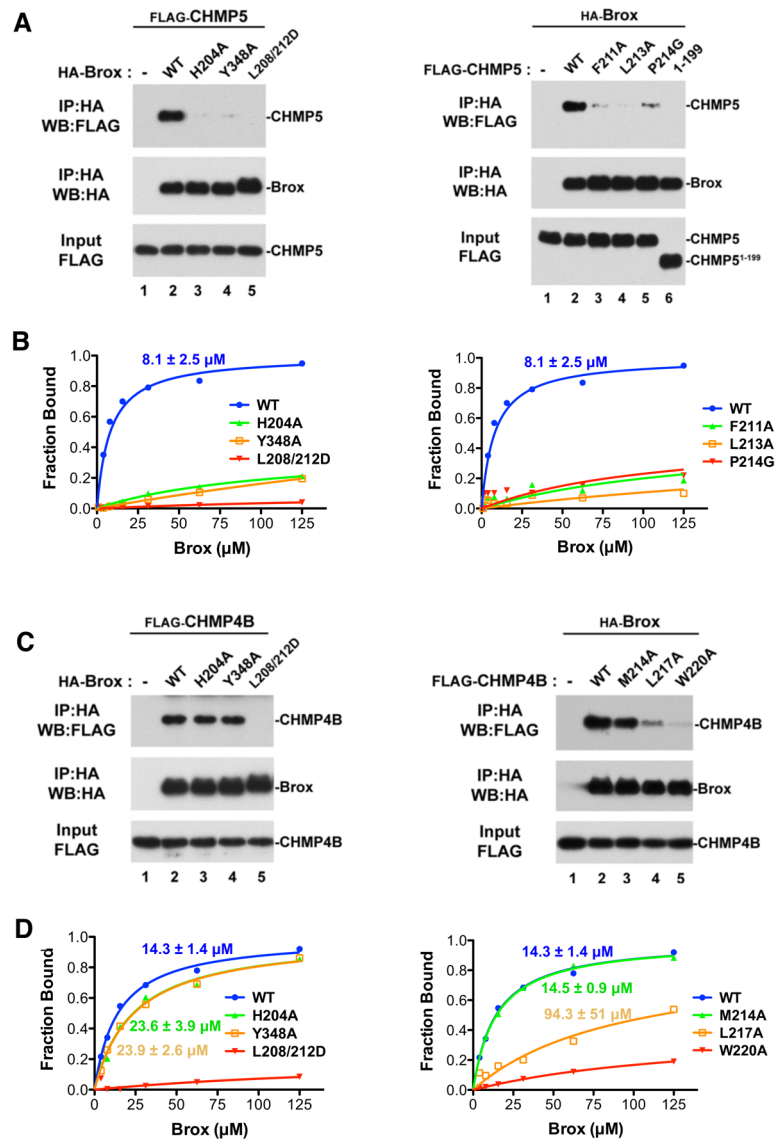 A
FLAG-CHMP5
HA-Brox : - WT H204A Y348A L208/212D
IP:HA
WB:FLAG
-CHMP5
IP:HA
WB:HA
-Brox
Input
FLAG
-CHMP5
1 2 3 4 5
HA-Brox
FLAG-CHMP5 : - WT F211A L213A P214G 1-199
IP:HA
WB:FLAG
-CHMP5
IP:HA
WB:HA
-Brox
Input
FLAG
-CHMP5
-CHMP5¹⁻¹⁹⁹
1 2 3 4 5 6
B
Fraction Bound
1.0
0.8
0.6
0.4
0.2
0.0
8.1 ± 2.5 µM
WT
H204A
Y348A
L208/212D
0 25 50 75 100 125
Brox (µM)
Fraction Bound
1.0
0.8
0.6
0.4
0.2
0.0
8.1 ± 2.5 µM
WT
F211A
L213A
P214G
0 25 50 75 100 125
Brox (µM)
C
FLAG-CHMP4B
HA-Brox : - WT H204A Y348A L208/212D
IP:HA
WB:FLAG
-CHMP4B
IP:HA
WB:HA
-Brox
Input
FLAG
-CHMP4B
1 2 3 4 5
HA-Brox
FLAG-CHMP4B : - WT M214A L217A W220A
IP:HA
WB:FLAG
-CHMP4B
IP:HA
WB:HA
-Brox
Input
FLAG
-CHMP4B
1 2 3 4 5
D
Fraction Bound
1.0
0.8
0.6
0.4
0.2
0.0
14.3 ± 1.4 µM
23.6 ± 3.9 µM
23.9 ± 2.6 µM
WT
H204A
Y348A
L208/212D
0 25 50 75 100 125
Brox (µM)
Fraction Bound
1.0
0.8
0.6
0.4
0.2
0.0
14.3 ± 1.4 µM
14.5 ± 0.9 µM
94.3 ± 51 µM
WT
M214A
L217A
W220A
0 25 50 75 100 125
Brox (µM)